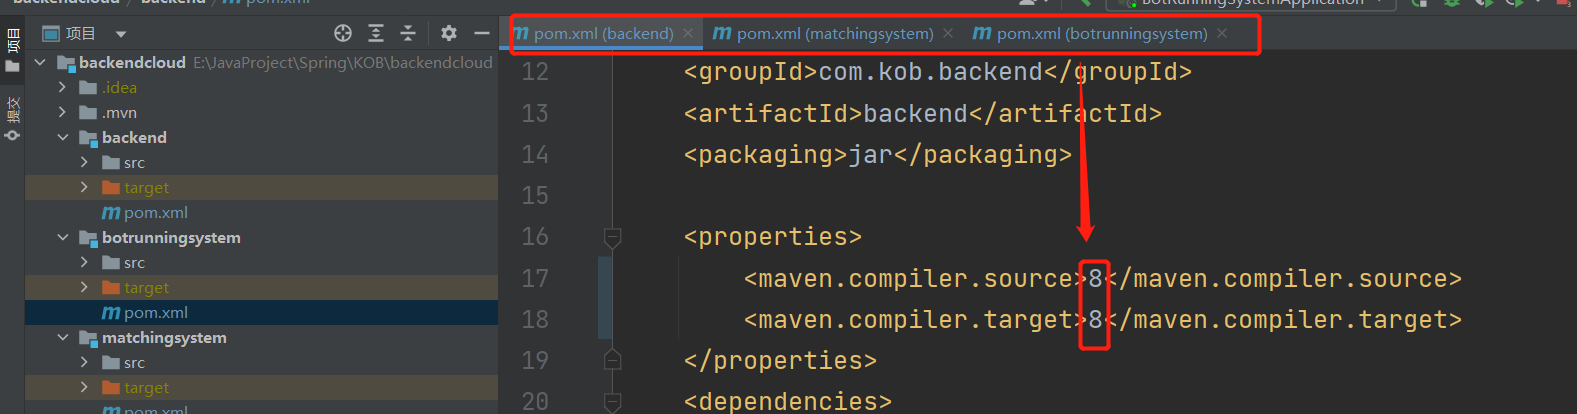 backendcloud › backend › pom.xml
BotRunningSystemApplication
项目
提交
项目
backendcloud E:\JavaProject\Spring\KOB\backendcloud
.idea
.mvn
backend
src
target
pom.xml
botrunningsystem
src
target
pom.xml
matchingsystem
src
target
pom.xml
pom.xml (backend)
pom.xml (matchingsystem)
pom.xml (botrunningsystem)
12 <groupId>com.kob.backend</groupId>
13 <artifactId>backend</artifactId>
14 <packaging>jar</packaging>
15
16 <properties>
17 <maven.compiler.source>8</maven.compiler.source>
18 <maven.compiler.target>8</maven.compiler.target>
19 </properties>
20 <dependencies>